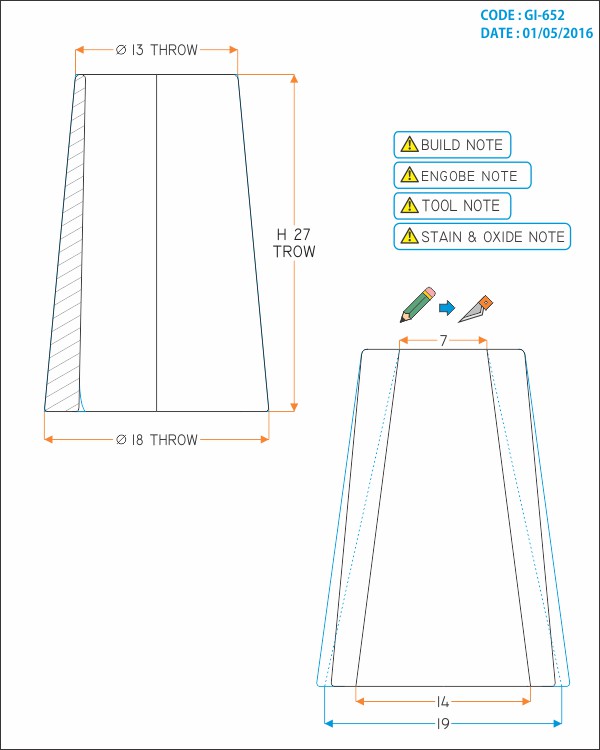 CODE : GI-652
DATE : 01/05/2016
Ø 13 THROW
H 27
TROW
BUILD NOTE
ENGOBE NOTE
TOOL NOTE
STAIN & OXIDE NOTE
7
Ø 18 THROW
14
19